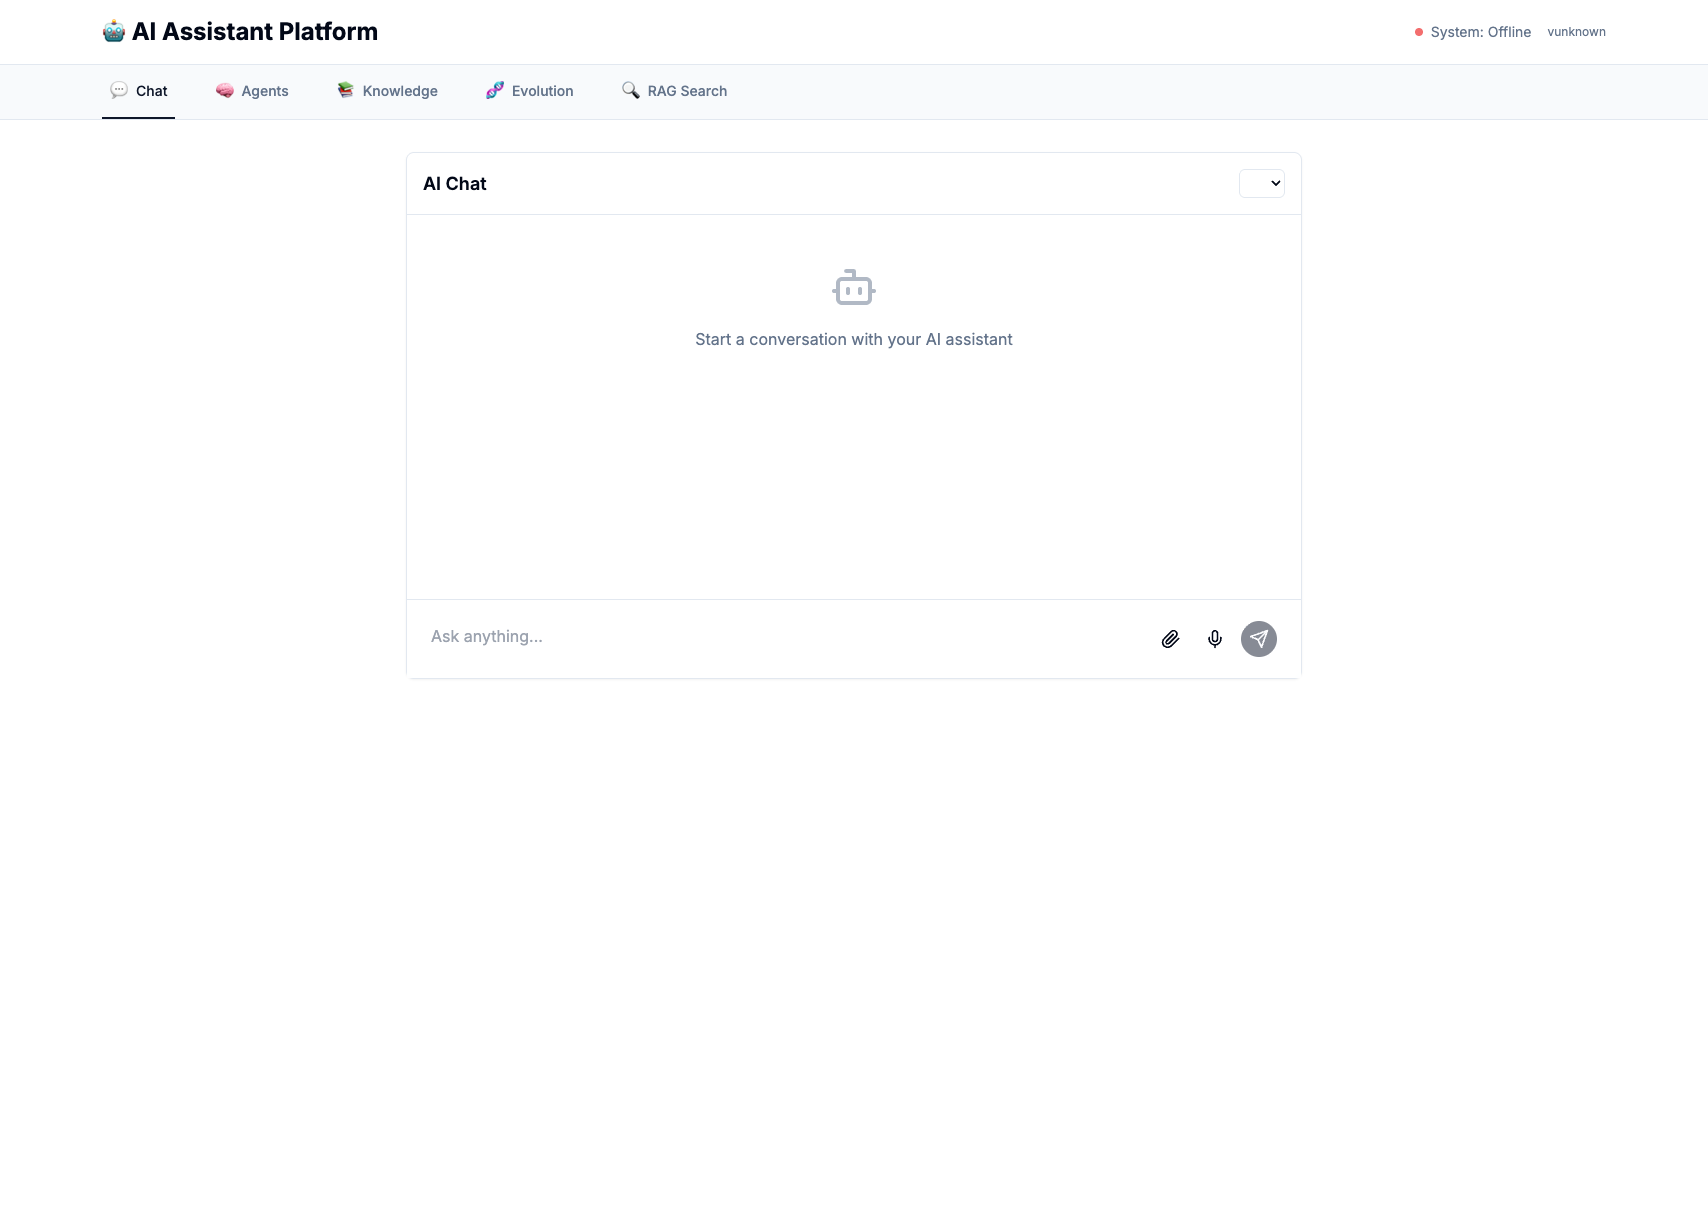 AI Assistant Platform
System: Offline
vunknown
Chat
Agents
Knowledge
Evolution
RAG Search
AI Chat
Start a conversation with your AI assistant
Ask anything...